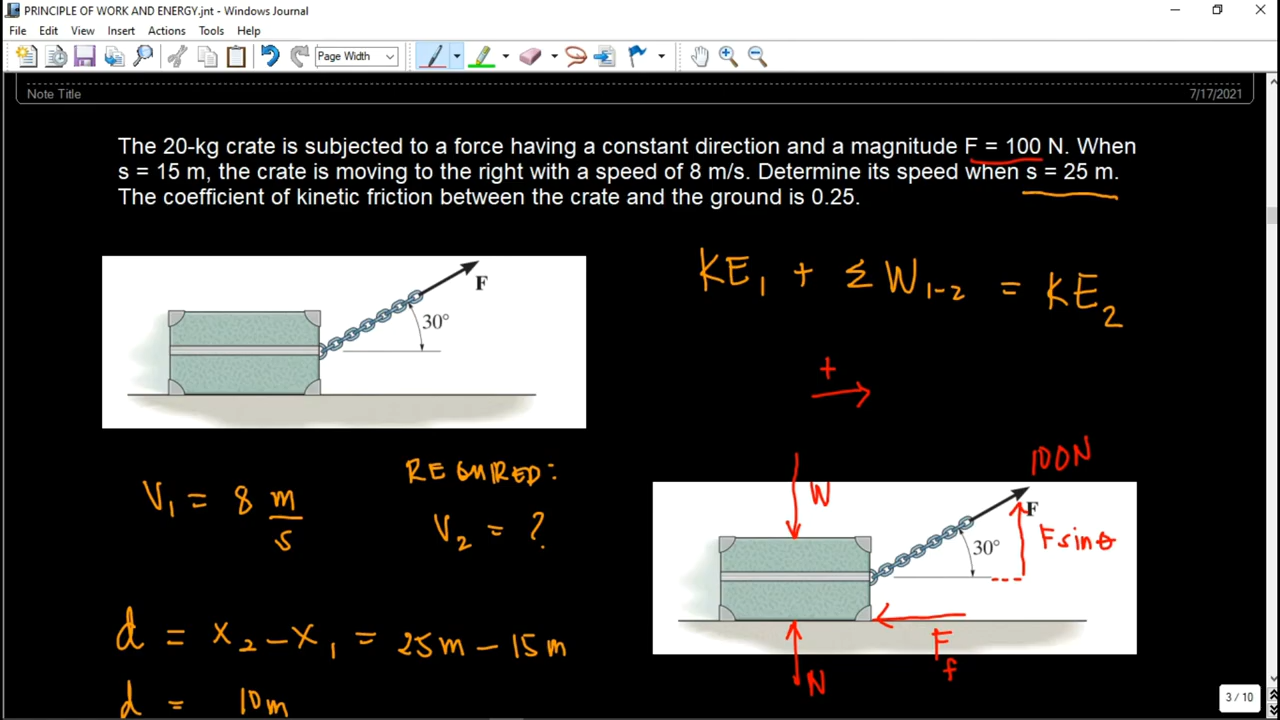 PRINCIPLE OF WORK AND ENERGY.jnt - Windows Journal
File Edit View Insert Actions Tools Help
Page Width
Note Title
7/17/2021
The 20-kg crate is subjected to a force having a constant direction and a magnitude F = 100 N. When
s = 15 m, the crate is moving to the right with a speed of 8 m/s. Determine its speed when s = 25 m.
The coefficient of kinetic friction between the crate and the ground is 0.25.
KE₁ + Σ W₁₋₂ = KE₂
F
30°
+
100N
W
F
30°
F sin θ
F_f
N
V₁ = 8 m/s
REQUIRED:
V₂ = ?
d = X₂ - X₁ = 25m - 15m
d = 10m
3 / 10